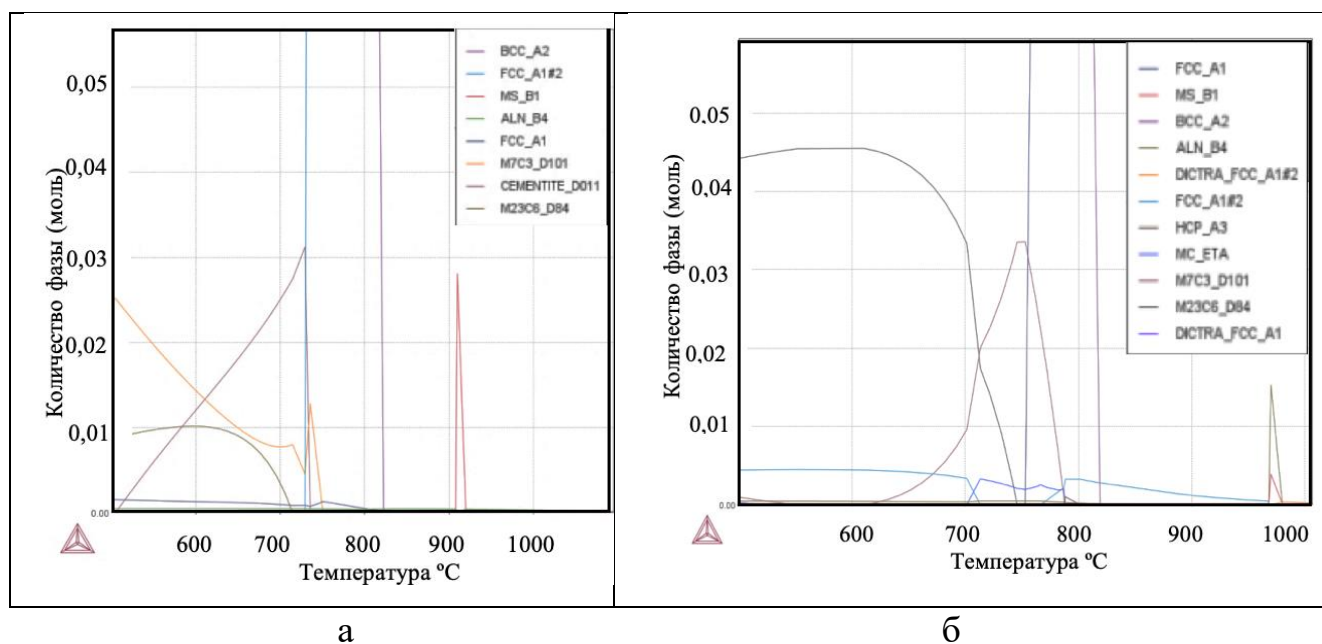 Количество фазы (моль)
0,05
0,04
0,03
0,02
0,01
0.00
600 700 800 900 1000
Температура ºC
BCC_A2
FCC_A1#2
MS_B1
ALN_B4
FCC_A1
M7C3_D101
CEMENTITE_D011
M23C6_D84
а
Количество фазы (моль)
0.05
0,04
0,03
0,02
0,01
0.00
600 700 800 900 1000
Температура ºC
FCC_A1
MS_B1
BCC_A2
ALN_B4
DICTRA_FCC_A1#2
FCC_A1#2
HCP_A3
MC_ETA
M7C3_D101
M23C6_D84
DICTRA_FCC_A1
б